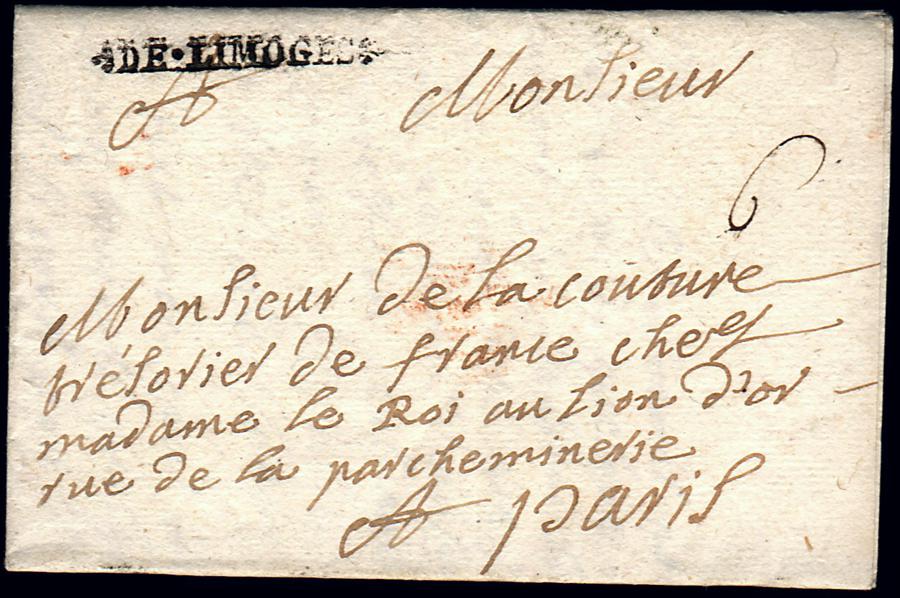 DE·LIMOGES
A Monsieur
6
Monsieur de la couture
trésorier de france cheez
madame le Roi au lion d'or
rue de la parcheminerie
A paris